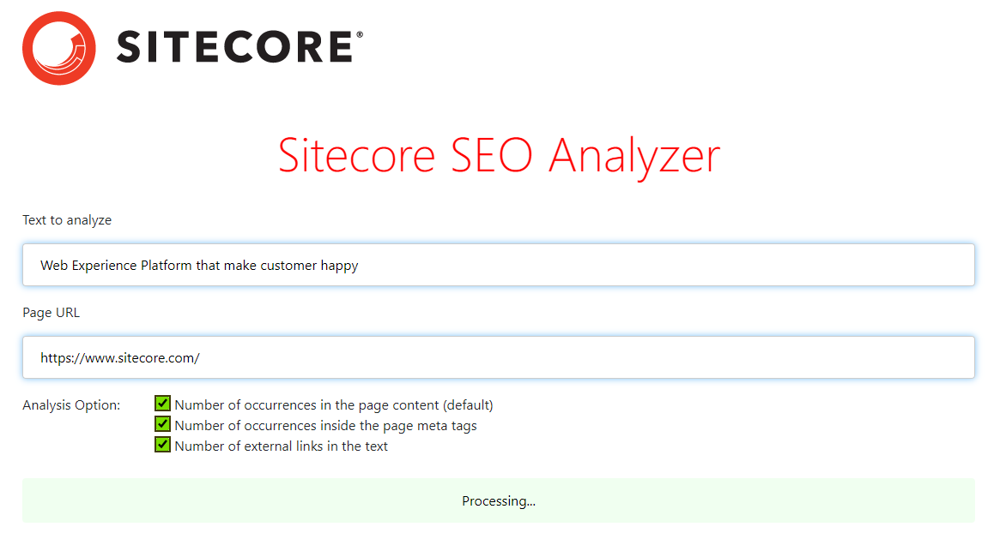 SITECORE®
Sitecore SEO Analyzer
Text to analyze
Web Experience Platform that make customer happy
Page URL
https://www.sitecore.com/
Analysis Option:
Number of occurrences in the page content (default)
Number of occurrences inside the page meta tags
Number of external links in the text
Processing...